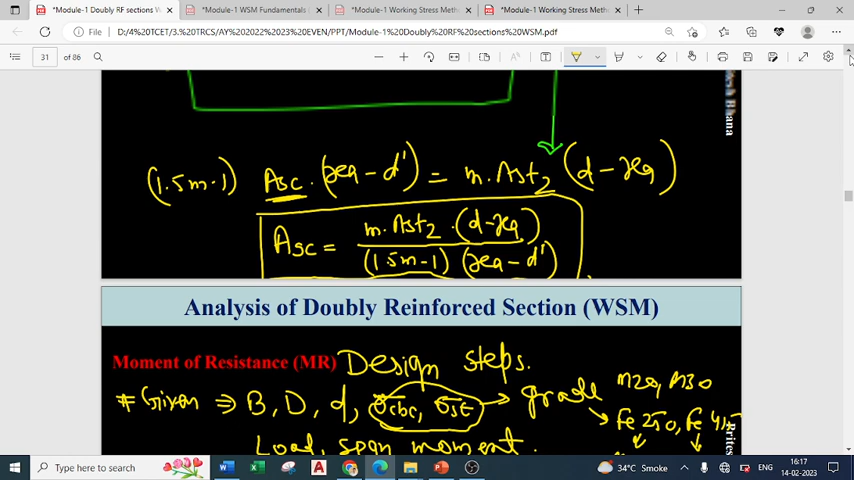 *Module-1 Doubly RF sections W
*Module-1 WSM Fundamentals
*Module-1 Working Stress Meth
*Module-1 Working Stress Meth
File
D:/4%20TCET/3.%20TRCS/AY%202022%202023%20EVEN/PPT/Module-1%20Doubly%20RF%20sections%20WSM.pdf
31 of 86
ritesh Bhana
(1.5m-1) Asc. (xa - d') = m.Ast2 (d - xa)
Asc = m.Ast2 . (d - xa)
(1.5m-1) (xa - d')
Analysis of Doubly Reinforced Section (WSM)
Moment of Resistance (MR) Design steps.
# Given ⇒ B, D, d, σcbc, σst → grade M20, M30
Fe 250, Fe 415
Load, span moment.
Prites
Type here to search
34°C Smoke
ENG
16:17
14-02-2023